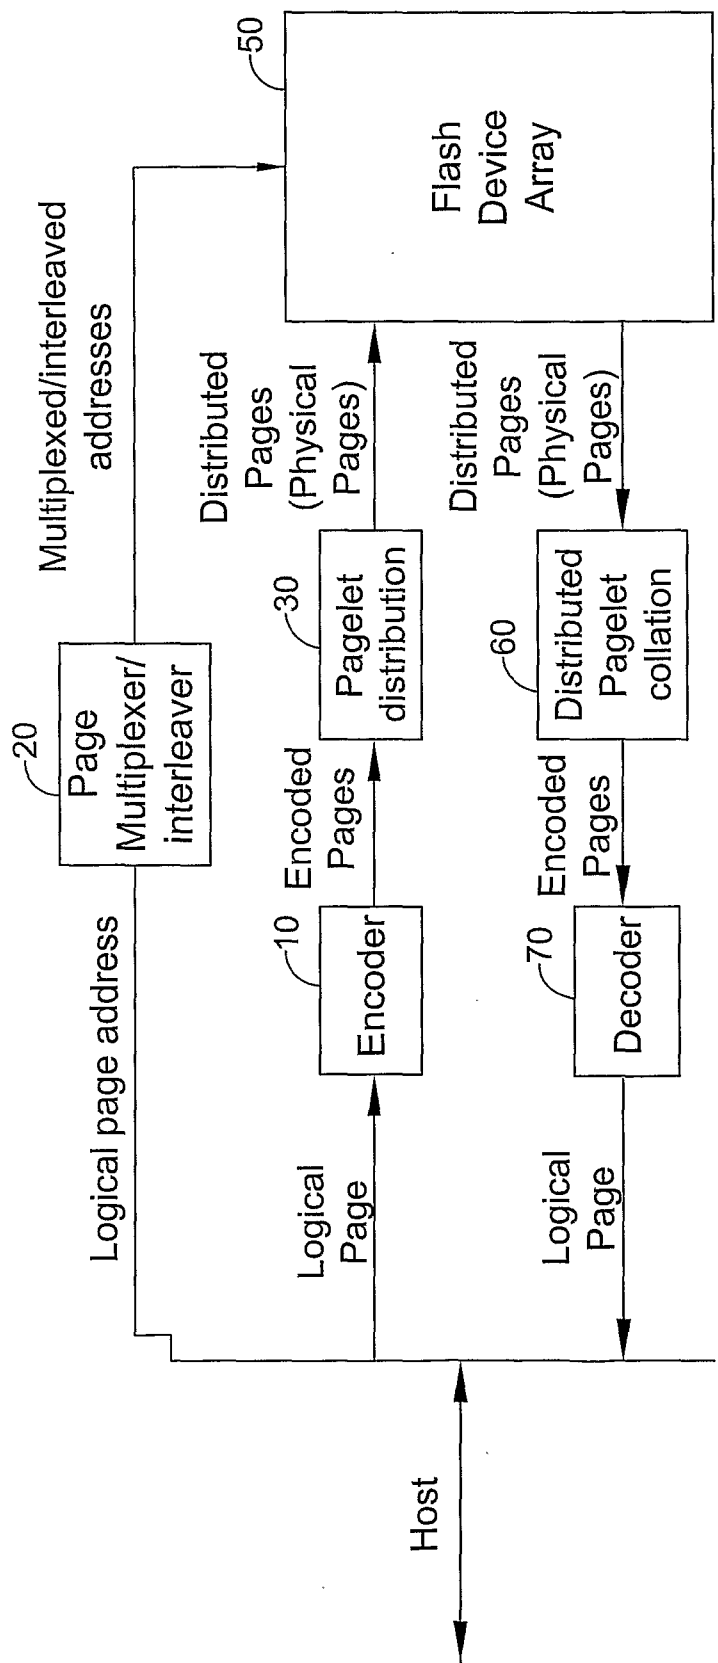 Host
Logical page address
20
Page
Multiplexer/
interleaver
Multiplexed/interleaved
addresses
Logical
Page
10
Encoder
Encoded
Pages
30
Pagelet
distribution
Distributed
Pages
(Physical
Pages)
50
Flash
Device
Array
Logical
Page
70
Decoder
Encoded
Pages
60
Distributed
Pagelet
collation
Distributed
Pages
(Physical
Pages)